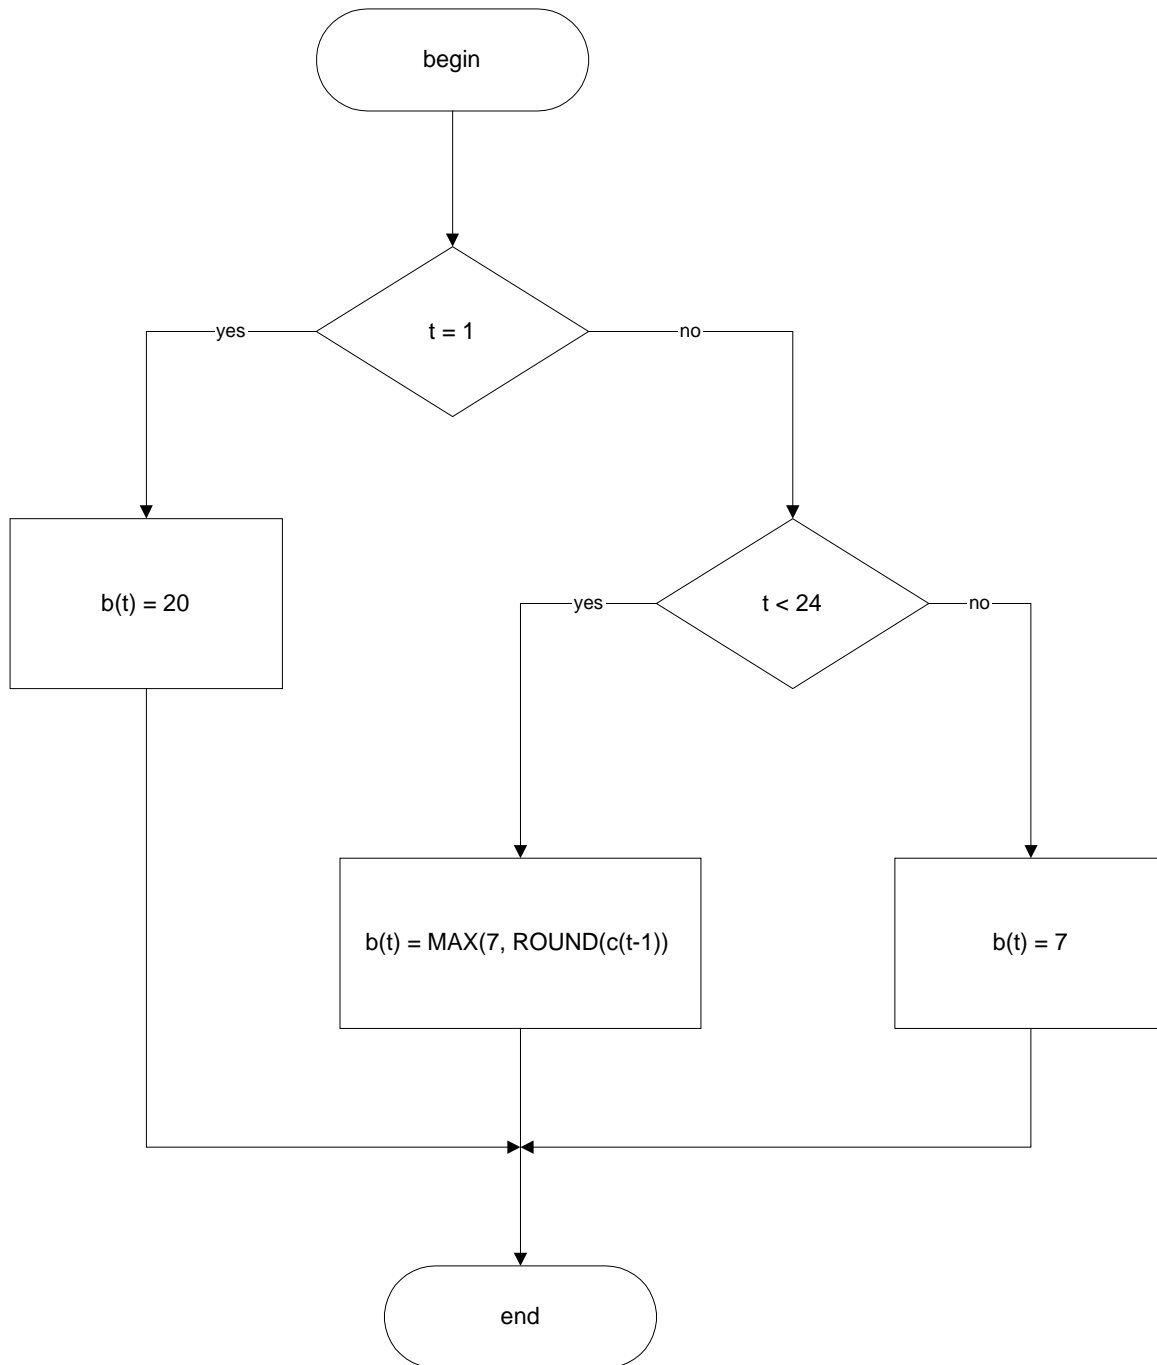 begin
t = 1
yes
no
b(t) = 20
t < 24
yes
no
b(t) = MAX(7, ROUND(c(t-1))
b(t) = 7
end